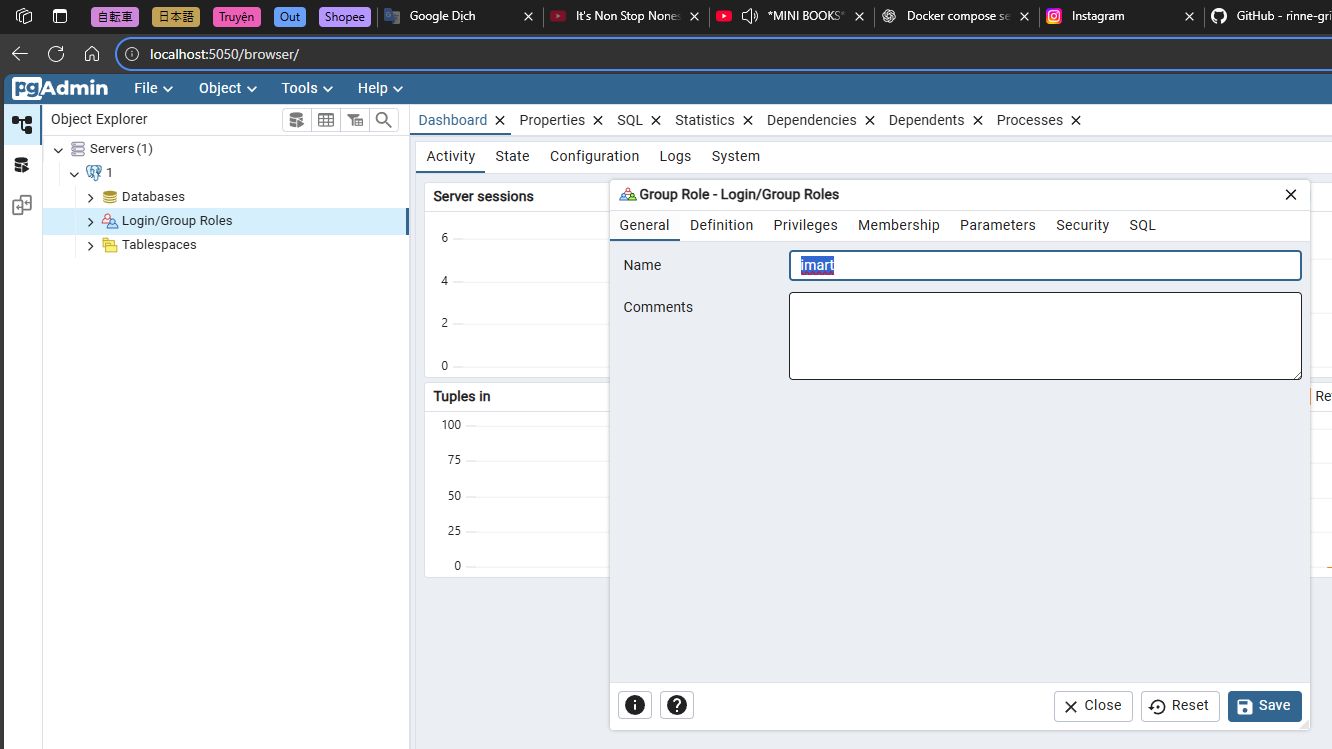 自転車 日本語 Truyện Out Shopee Google Dịch It's Non Stop Nones *MINI BOOKS* Docker compose se Instagram GitHub - rinne-gri
localhost:5050/browser/
pgAdmin File Object Tools Help
Object Explorer
Servers (1)
1
Databases
Login/Group Roles
Tablespaces
Dashboard Properties SQL Statistics Dependencies Dependents Processes
Activity State Configuration Logs System
Server sessions
6
4
2
0
Tuples in
100
75
50
25
0
Re
Group Role - Login/Group Roles
General Definition Privileges Membership Parameters Security SQL
Name imart
Comments
Close Reset Save